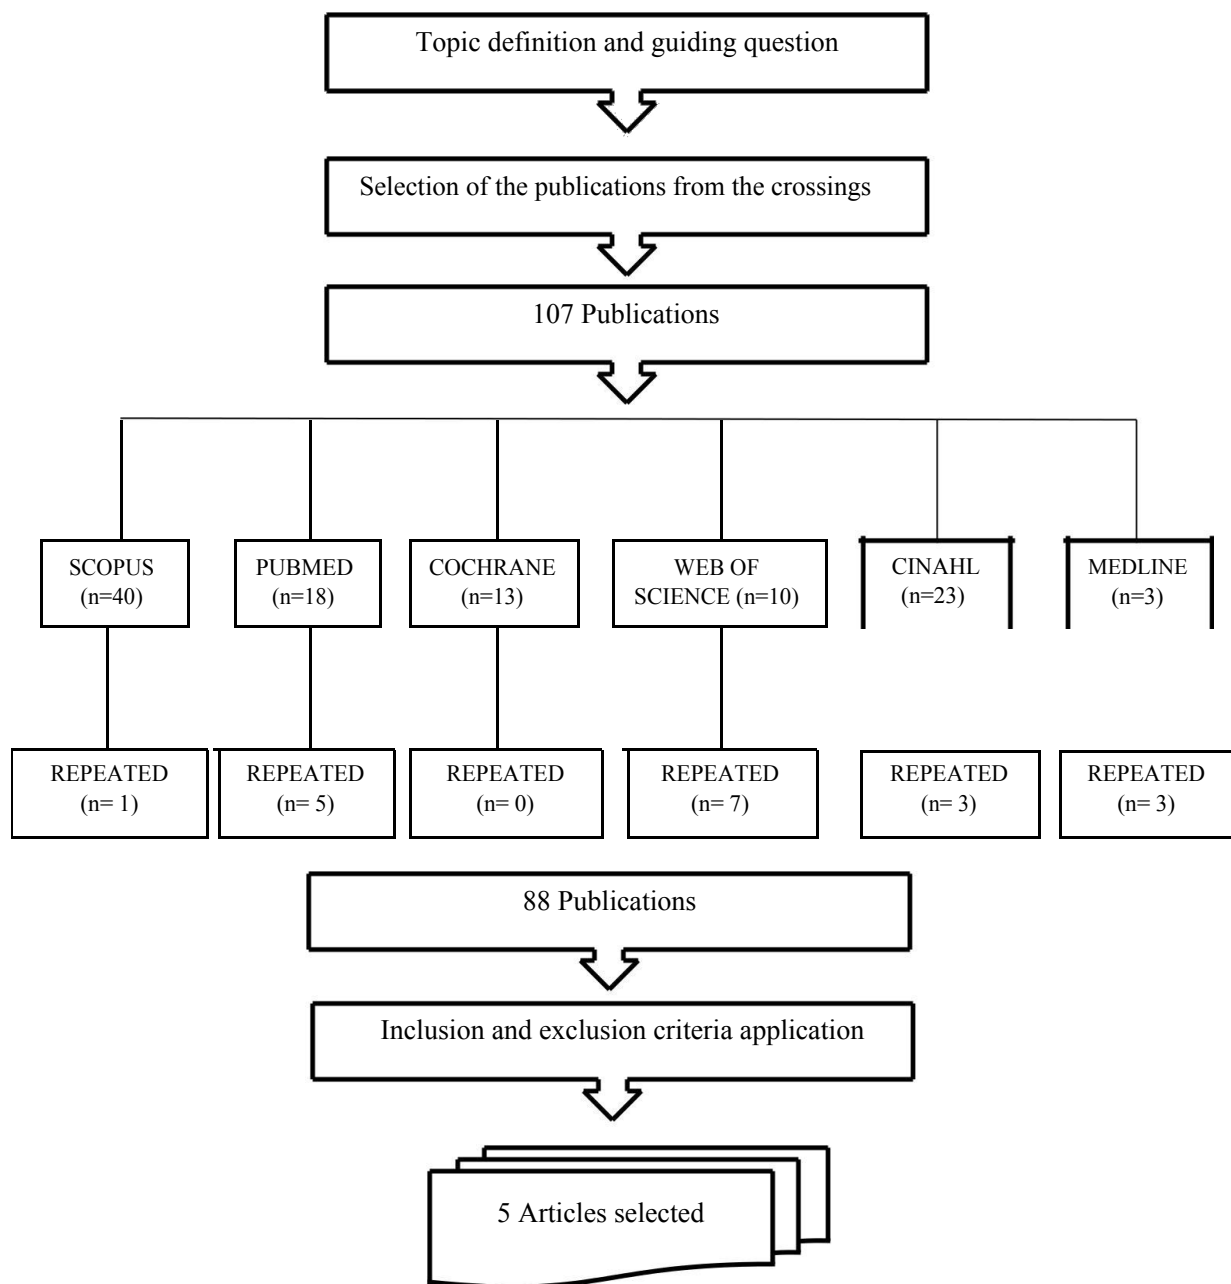 Topic definition and guiding question
Selection of the publications from the crossings
107 Publications
SCOPUS
(n=40)
PUBMED
(n=18)
COCHRANE
(n=13)
WEB OF
SCIENCE (n=10)
CINAHL
(n=23)
MEDLINE
(n=3)
REPEATED
(n= 1)
REPEATED
(n= 5)
REPEATED
(n= 0)
REPEATED
(n= 7)
REPEATED
(n= 3)
REPEATED
(n= 3)
88 Publications
Inclusion and exclusion criteria application
5 Articles selected